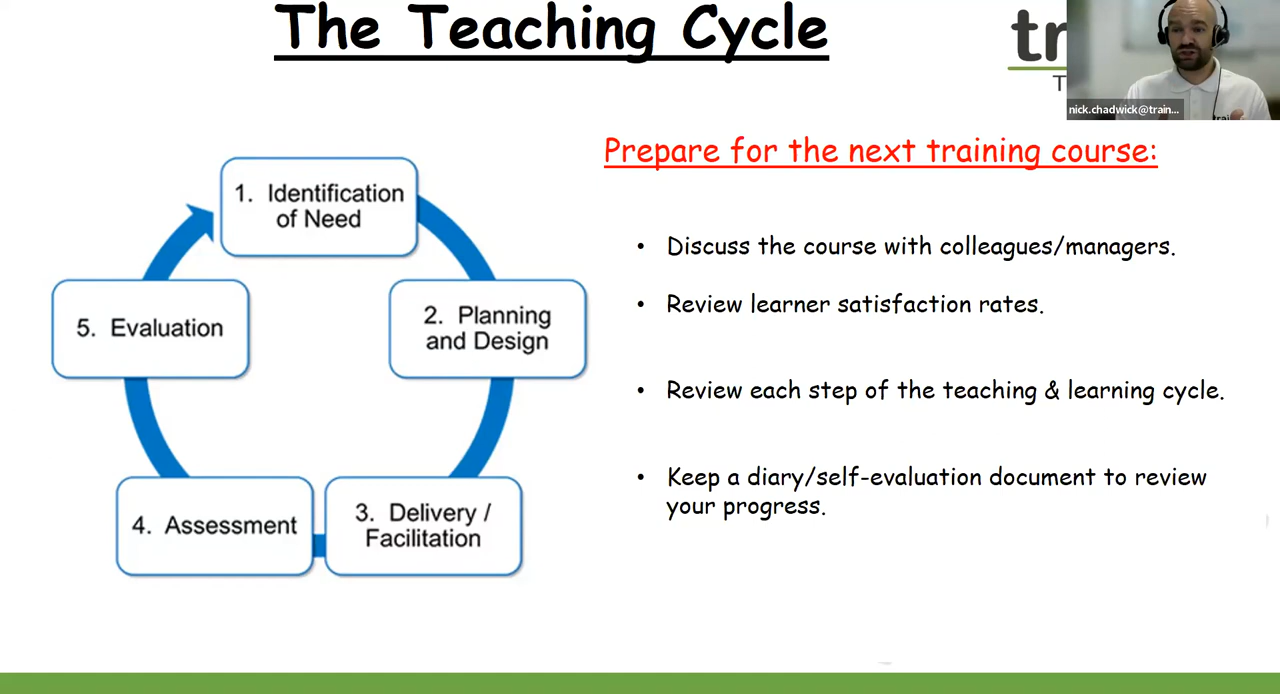 The Teaching Cycle
tr
T
nick.chadwick@train...
Prepare for the next training course:
1. Identification
of Need
• Discuss the course with colleagues/managers.
• Review learner satisfaction rates.
5. Evaluation
2. Planning
and Design
• Review each step of the teaching & learning cycle.
• Keep a diary/self-evaluation document to review
your progress.
4. Assessment
3. Delivery /
Facilitation